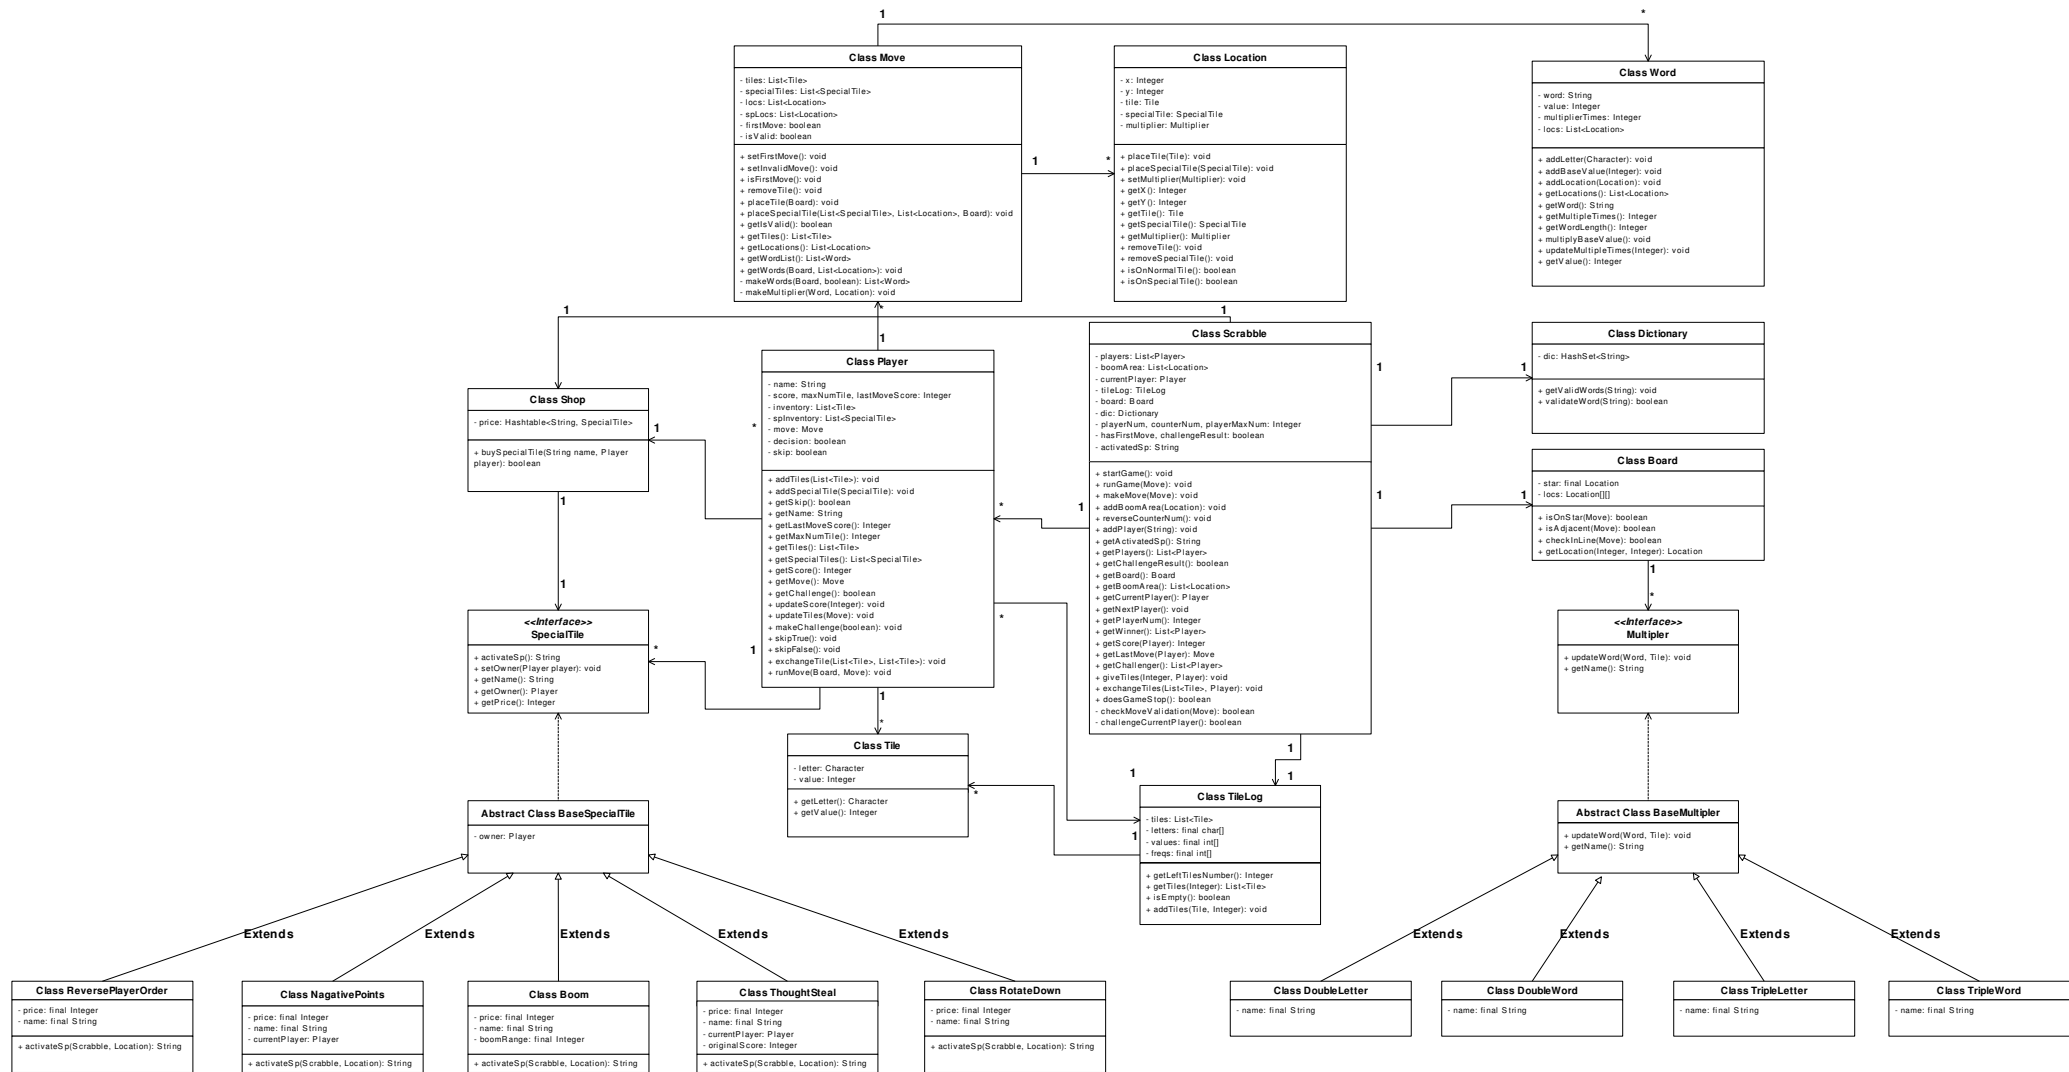 1
*
Class Move
- tiles: List<Tile>
- specialTiles: List<SpecialTile>
- locs: List<Location>
- spLocs: List<Location>
- firstMove: boolean
- isValid: boolean
+ setFirstMove(): void
+ setInvalidMove(): void
+ isFirstMove(): void
+ removeTile(): void
+ placeTile(Board): void
+ placeSpecialTile(List<SpecialTile>, List<Location>, Board): void
+ getIsValid(): boolean
+ getTiles(): List<Tile>
+ getLocations(): List<Location>
+ getWordList(): List<Word>
+ getWords(Board, List<Location>): void
- makeWords(Board, boolean): List<Word>
- makeMultiplier(Word, Location): void
1
*
Class Location
- x: Integer
- y: Integer
- tile: Tile
- specialTile: SpecialTile
- multiplier: Multiplier
+ placeTile(Tile): void
+ placeSpecialTile(SpecialTile): void
+ setMultiplier(Multiplier): void
+ getX(): Integer
+ getY(): Integer
+ getTile(): Tile
+ getSpecialTile(): SpecialTile
+ getMultiplier(): Multiplier
+ removeTile(): void
+ removeSpecialTile(): void
+ isOnNormalTile(): boolean
+ isOnSpecialTile(): boolean
Class Word
- word: String
- value: Integer
- multiplierTimes: Integer
- locs: List<Location>
+ addLetter(Character): void
+ addBaseValue(Integer): void
+ addLocation(Location): void
+ getLocations(): List<Location>
+ getWord(): String
+ getMultipleTimes(): Integer
+ getWordLength(): Integer
+ multiplyBaseValue(): void
+ updateMultipleTimes(Integer): void
+ getValue(): Integer
1
*
1
1
Class Shop
- price: Hashtable<String, SpecialTile>
+ buySpecialTile(String name, Player
player): boolean
1
1
1
Class Player
- name: String
- score, maxNumTile, lastMoveScore: Integer
- inventory: List<Tile>
- spInventory: List<SpecialTile>
- move: Move
- decision: boolean
- skip: boolean
+ addTiles(List<Tile>): void
+ addSpecialTile(SpecialTile): void
+ getSkip(): boolean
+ getName: String
+ getLastMoveScore(): Integer
+ getMaxNumTile(): Integer
+ getTiles(): List<Tile>
+ getSpecialTiles(): List<SpecialTile>
+ getScore(): Integer
+ getMove(): Move
+ getChallenge(): boolean
+ updateScore(Integer): void
+ updateTiles(Move): void
+ makeChallenge(boolean): void
+ skipTrue(): void
+ skipFalse(): void
+ exchangeTile(List<Tile>, List<Tile>): void
+ runMove(Board, Move): void
*
1
*
1
*
1
*
*
Class Scrabble
- players: List<Player>
- boomArea: List<Location>
- currentPlayer: Player
- tileLog: TileLog
- board: Board
- dic: Dictionary
- playerNum, counterNum, playerMaxNum: Integer
- hasFirstMove, challengeResult: boolean
- activatedSp: String
+ startGame(): void
+ runGame(Move): void
+ makeMove(Move): void
+ addBoomArea(Location): void
+ reverseCounterNum(): void
+ addPlayer(String): void
+ getActivatedSp(): String
+ getPlayers(): List<Player>
+ getChallengeResult(): boolean
+ getBoard(): Board
+ getBoomArea(): List<Location>
+ getCurrentPlayer(): Player
+ getNextPlayer(): void
+ getPlayerNum(): Integer
+ getWinner(): List<Player>
+ getScore(Player): Integer
+ getLastMove(Player): Move
+ getChallenger(): List<Player>
+ giveTiles(Integer, Player): void
+ exchangeTiles(List<Tile>, Player): void
+ doesGameStop(): boolean
- checkMoveValidation(Move): boolean
- challengeCurrentPlayer(): boolean
1
1
1
1
Class Dictionary
- dic: HashSet<String>
+ getValidWords(String): void
+ validateWord(String): boolean
1
1
Class Board
- star: final Location
- locs: Location[][]
+ isOnStar(Move): boolean
+ isAdjacent(Move): boolean
+ checkInLine(Move): boolean
+ getLocation(Integer, Integer): Location
1
*
<<Interface>>
SpecialTile
+ activateSp(): String
+ setOwner(Player player): void
+ getName(): String
+ getOwner(): Player
+ getPrice(): Integer
<<Interface>>
Multipler
+ updateWord(Word, Tile): void
+ getName(): String
Class Tile
- letter: Character
- value: Integer
+ getLetter(): Character
+ getValue(): Integer
*
1
1
1
Class TileLog
- tiles: List<Tile>
- letters: final char[]
- values: final int[]
- freqs: final int[]
+ getLeftTilesNumber(): Integer
+ getTiles(Integer): List<Tile>
+ isEmpty(): boolean
+ addTiles(Tile, Integer): void
Abstract Class BaseSpecialTile
- owner: Player
Abstract Class BaseMultipler
+ updateWord(Word, Tile): void
+ getName(): String
Extends
Extends
Extends
Extends
Extends
Extends
Extends
Extends
Extends
Class ReversePlayerOrder
- price: final Integer
- name: final String
+ activateSp(Scrabble, Location): String
Class NagativePoints
- price: final Integer
- name: final String
- currentPlayer: Player
+ activateSp(Scrabble, Location): String
Class Boom
- price: final Integer
- name: final String
- boomRange: final Integer
+ activateSp(Scrabble, Location): String
Class ThoughtSteal
- price: final Integer
- name: final String
- currentPlayer: Player
- originalScore: Integer
+ activateSp(Scrabble, Location): String
Class RotateDown
- price: final Integer
- name: final String
+ activateSp(Scrabble, Location): String
Class DoubleLetter
- name: final String
Class DoubleWord
- name: final String
Class TripleLetter
- name: final String
Class TripleWord
- name: final String